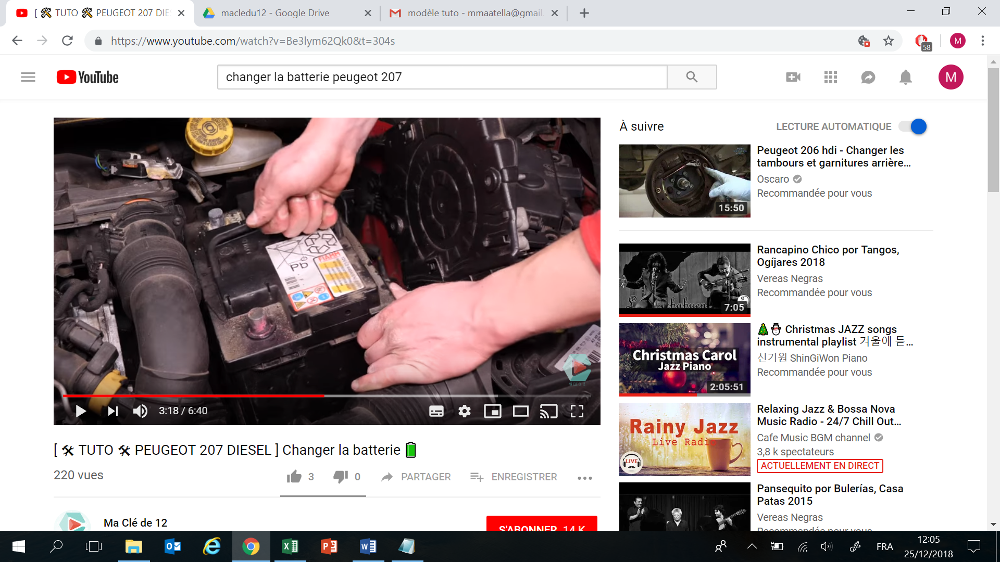 [ 🛠 TUTO 🛠 PEUGEOT 207 DIE
macledu12 - Google Drive
modèle tuto - mmaatella@gmail.
https://www.youtube.com/watch?v=Be3lym62Qk0&t=304s
58
M
YouTube
changer la batterie peugeot 207
M
Pb
FIAMM
3:18 / 6:40
[ 🛠 TUTO 🛠 PEUGEOT 207 DIESEL ] Changer la batterie 🔋
220 vues
3
0
PARTAGER
ENREGISTRER
Ma Clé de 12
S'ABONNER 14 K
À suivre
LECTURE AUTOMATIQUE
15:50
Peugeot 206 hdi - Changer les
tambours et garnitures arrière…
Oscaro
Recommandée pour vous
7:05
Rancapino Chico por Tangos,
Ogíjares 2018
Vereas Negras
Recommandée pour vous
Christmas Carol
Jazz Piano
2:05:51
🎄⛄ Christmas JAZZ songs
instrumental playlist 겨울에 듣…
신기원 ShinGiWon Piano
Recommandée pour vous
Rainy Jazz
Live Radio
LIVE
Relaxing Jazz & Bossa Nova
Music Radio - 24/7 Chill Out…
Cafe Music BGM channel
3,8 k spectateurs
ACTUELLEMENT EN DIRECT
Pansequito por Bulerías, Casa
Patas 2015
Vereas Negras
Recommandée pour vous
FRA
12:05
25/12/2018